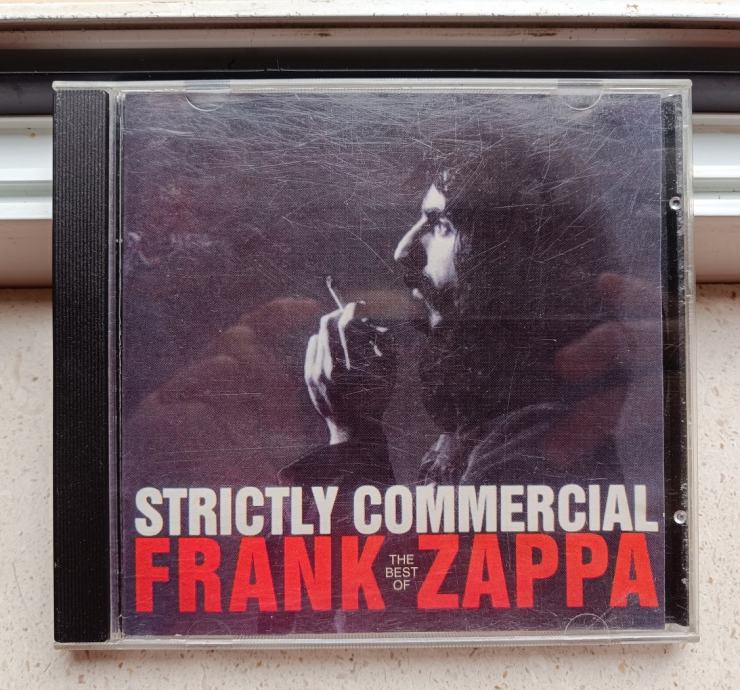 STRICTLY COMMERCIAL
FRANK THE BEST OF ZAPPA